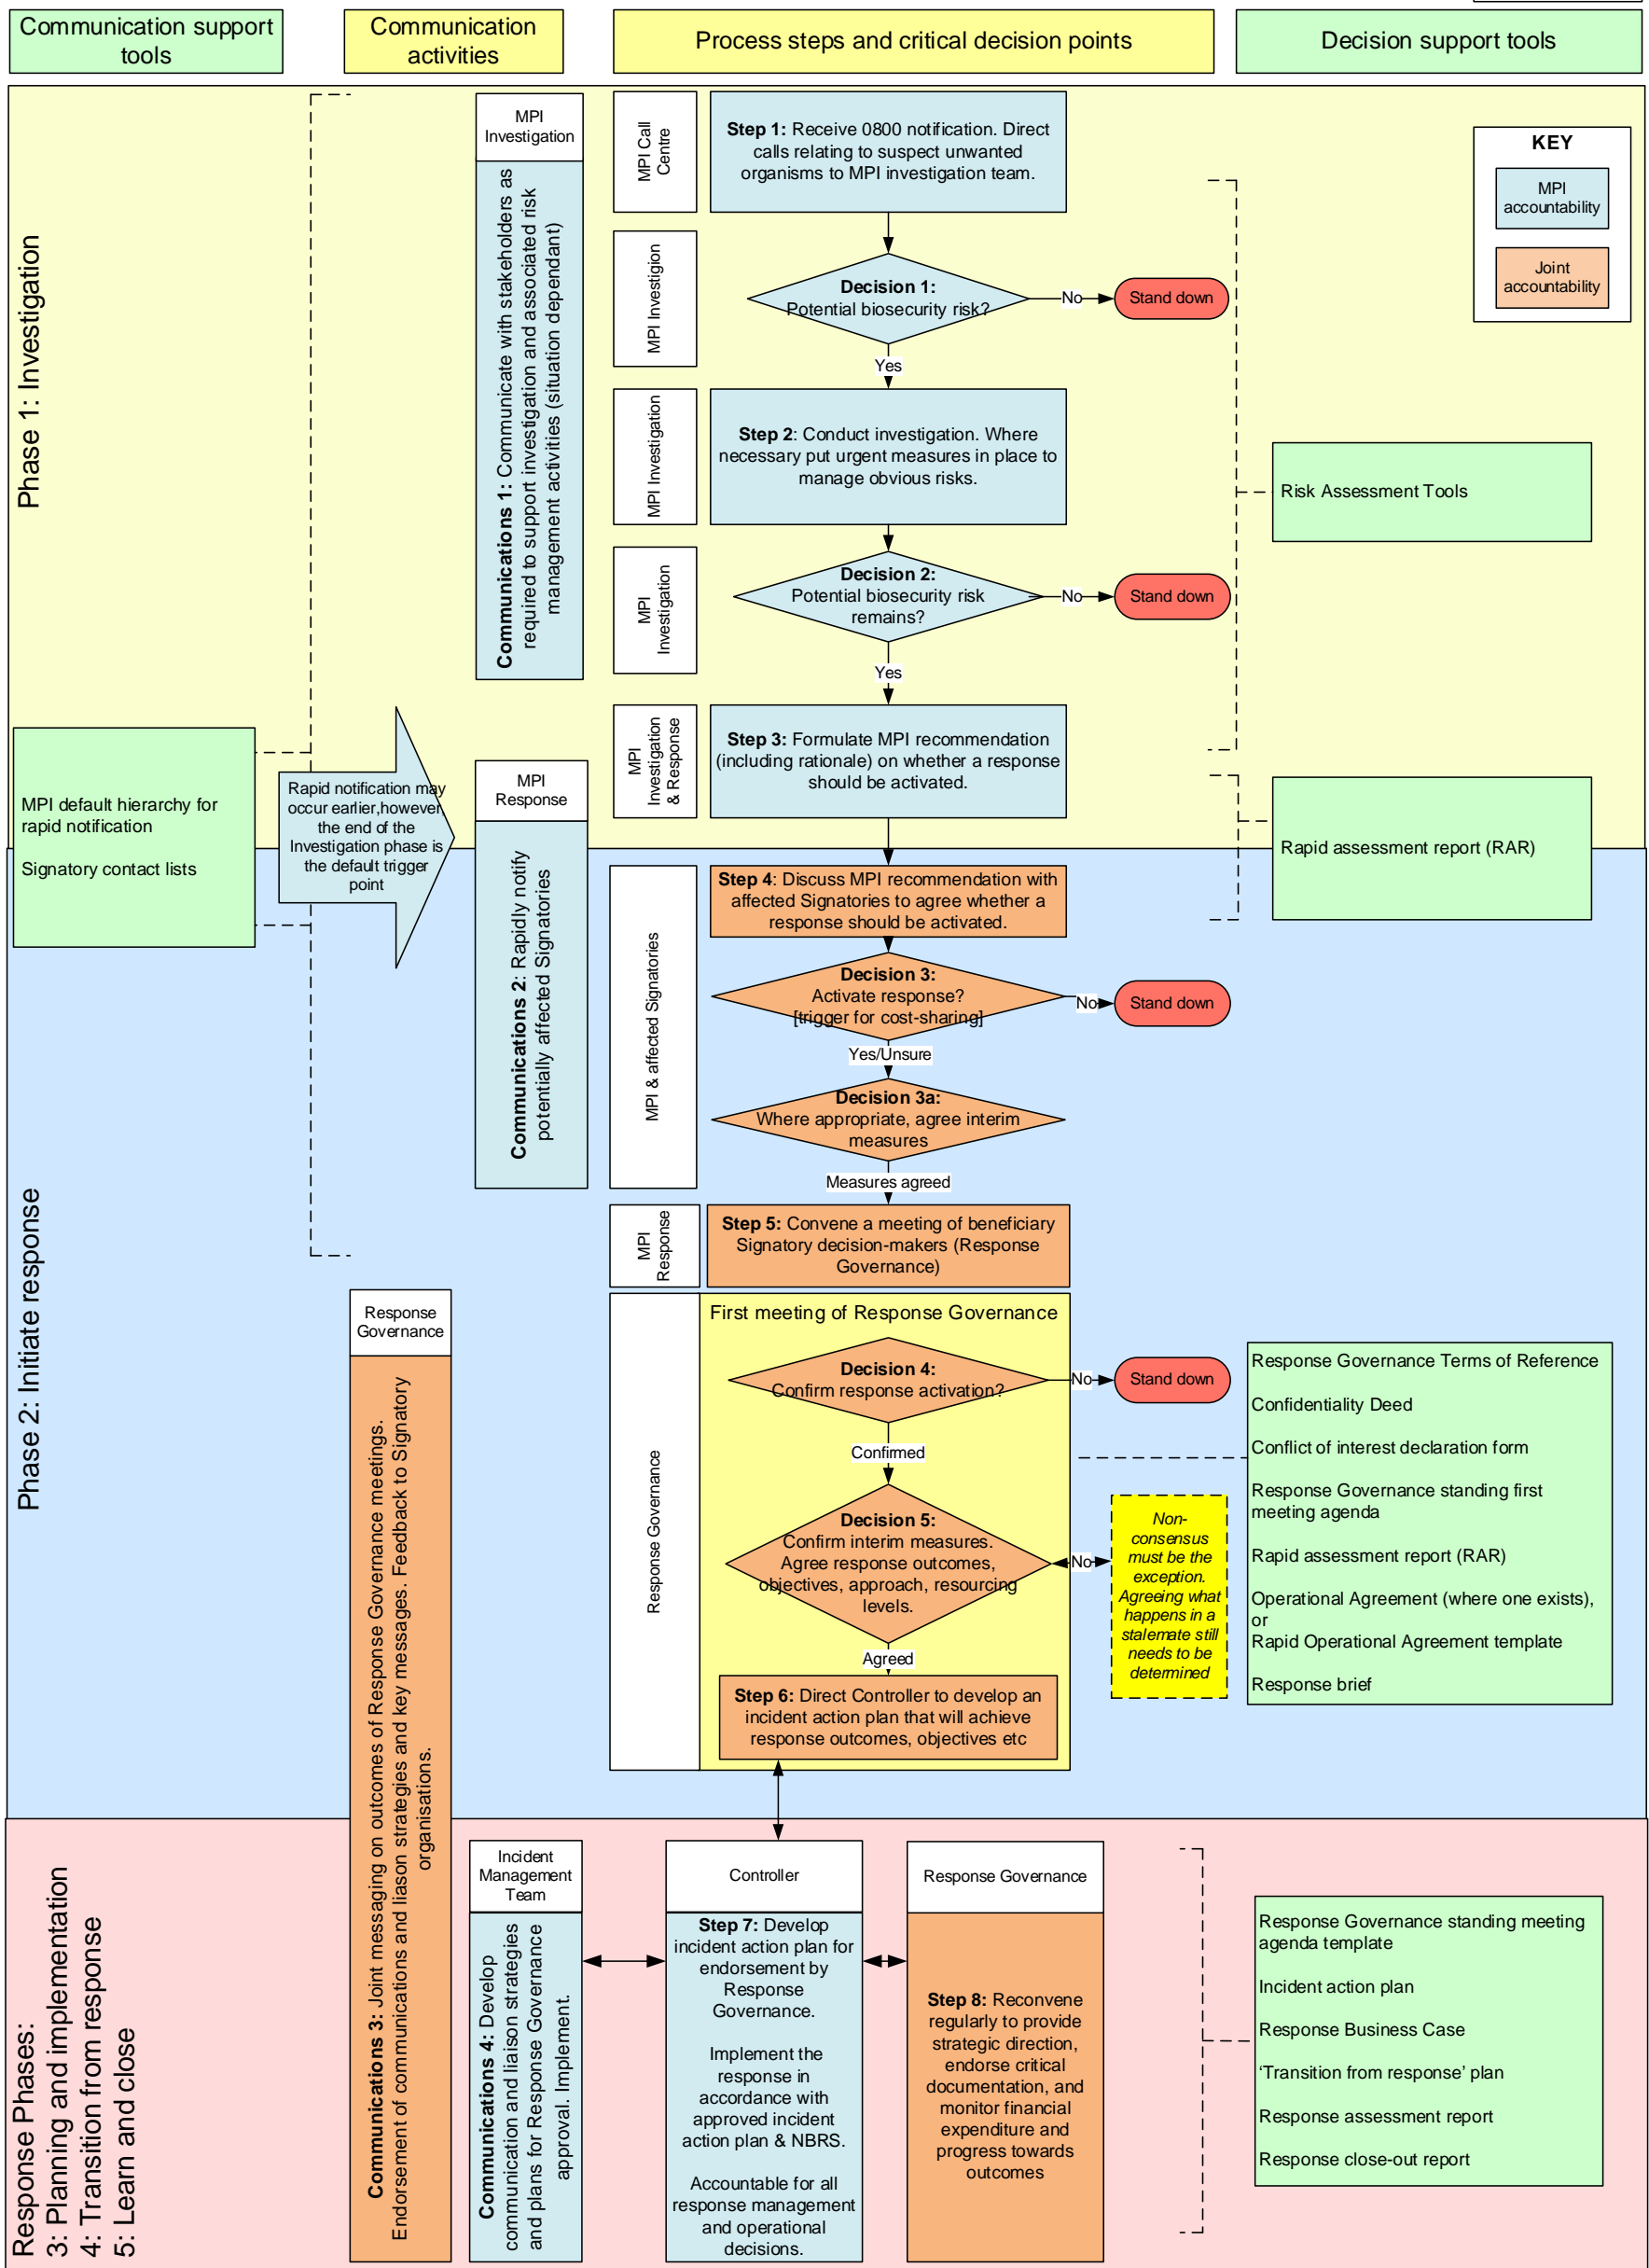 Communication support
tools
Communication
activities
Process steps and critical decision points
Decision support tools
Phase 1: Investigation
MPI
Investigation
Communications 1: Communicate with stakeholders as
required to support investigation and associated risk
management activities (situation dependant)
MPI Call
Centre
Step 1: Receive 0800 notification. Direct
calls relating to suspect unwanted
organisms to MPI investigation team.
KEY
MPI
accountability
Joint
accountability
MPI Investigion
Decision 1:
Potential biosecurity risk?
No
Stand down
Yes
MPI Investigation
Step 2: Conduct investigation. Where
necessary put urgent measures in place to
manage obvious risks.
Risk Assessment Tools
MPI
Investigation
Decision 2:
Potential biosecurity risk
remains?
No
Stand down
Yes
MPI
Investigation
& Response
Step 3: Formulate MPI recommendation
(including rationale) on whether a response
should be activated.
MPI default hierarchy for
rapid notification
Signatory contact lists
Rapid notification may
occur earlier,however,
the end of the
Investigation phase is
the default trigger
point
MPI
Response
Communications 2: Rapidly notify
potentially affected Signatories
Rapid assessment report (RAR)
Phase 2: Initiate response
MPI & affected Signatories
Step 4: Discuss MPI recommendation with
affected Signatories to agree whether a
response should be activated.
Decision 3:
Activate response?
[trigger for cost-sharing]
No
Stand down
Yes/Unsure
Decision 3a:
Where appropriate, agree interim
measures
Measures agreed
MPI
Response
Step 5: Convene a meeting of beneficiary
Signatory decision-makers (Response
Governance)
Response
Governance
Communications 3: Joint messaging on outcomes of Response Governance meetings.
Endorsement of communications and liason strategies and key messages. Feedback to Signatory
organisations.
Response Governance
First meeting of Response Governance
Decision 4:
Confirm response activation?
No
Stand down
Confirmed
Decision 5:
Confirm interim measures.
Agree response outcomes,
objectives, approach, resourcing
levels.
No
Non-
consensus
must be the
exception.
Agreeing what
happens in a
stalemate still
needs to be
determined
Agreed
Step 6: Direct Controller to develop an
incident action plan that will achieve
response outcomes, objectives etc
Response Governance Terms of Reference
Confidentiality Deed
Conflict of interest declaration form
Response Governance standing first
meeting agenda
Rapid assessment report (RAR)
Operational Agreement (where one exists),
or
Rapid Operational Agreement template
Response brief
Response Phases:
3: Planning and implementation
4: Transition from response
5: Learn and close
Incident
Management
Team
Communications 4: Develop
communication and liaison strategies
and plans for Response Governance
approval. Implement.
Controller
Step 7: Develop
incident action plan for
endorsement by
Response
Governance.
Implement the
response in
accordance with
approved incident
action plan & NBRS.
Accountable for all
response management
and operational
decisions.
Response Governance
Step 8: Reconvene
regularly to provide
strategic direction,
endorse critical
documentation, and
monitor financial
expenditure and
progress towards
outcomes
Response Governance standing meeting
agenda template
Incident action plan
Response Business Case
‘Transition from response’ plan
Response assessment report
Response close-out report